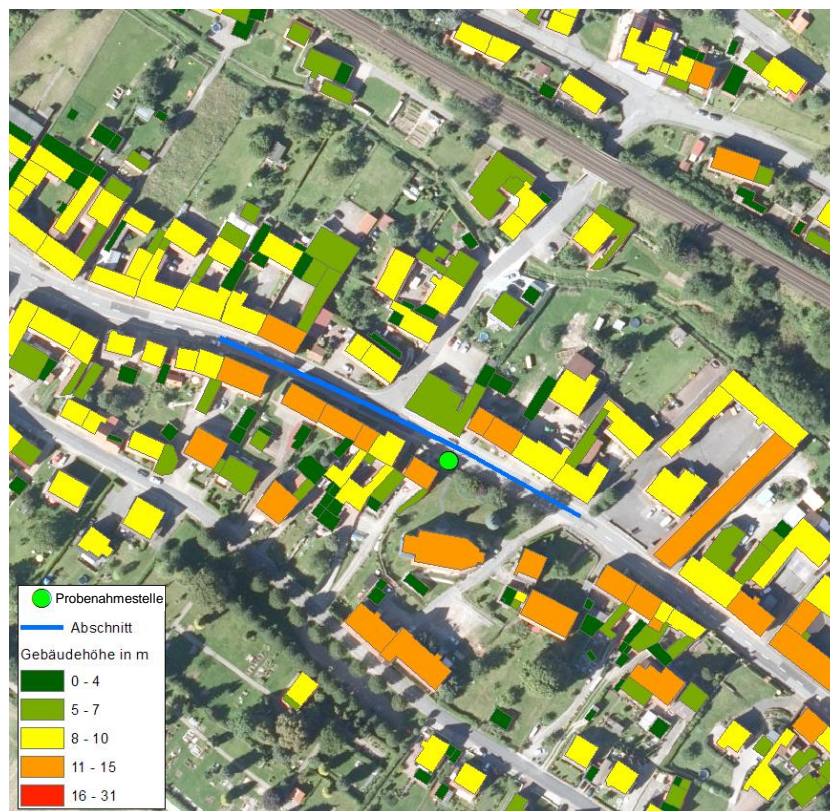 Probenahmestelle
Abschnitt
Gebäudehöhe in m
0 - 4
5 - 7
8 - 10
11 - 15
16 - 31